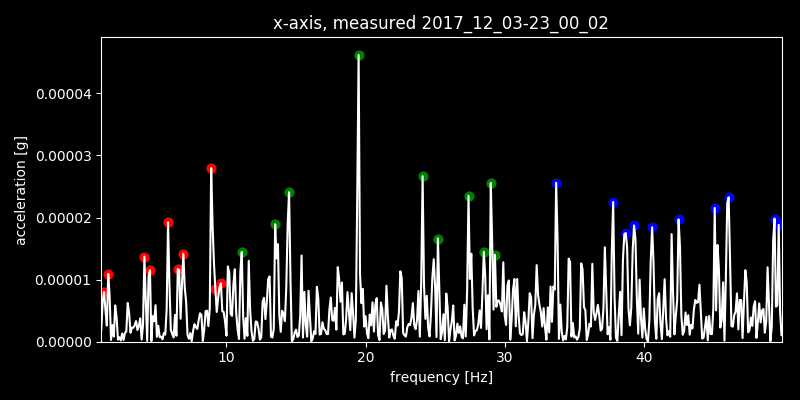 x-axis, measured 2017_12_03-23_00_02
acceleration [g]
0.00004
0.00003
0.00002
0.00001
0.00000
10 20 30 40
frequency [Hz]